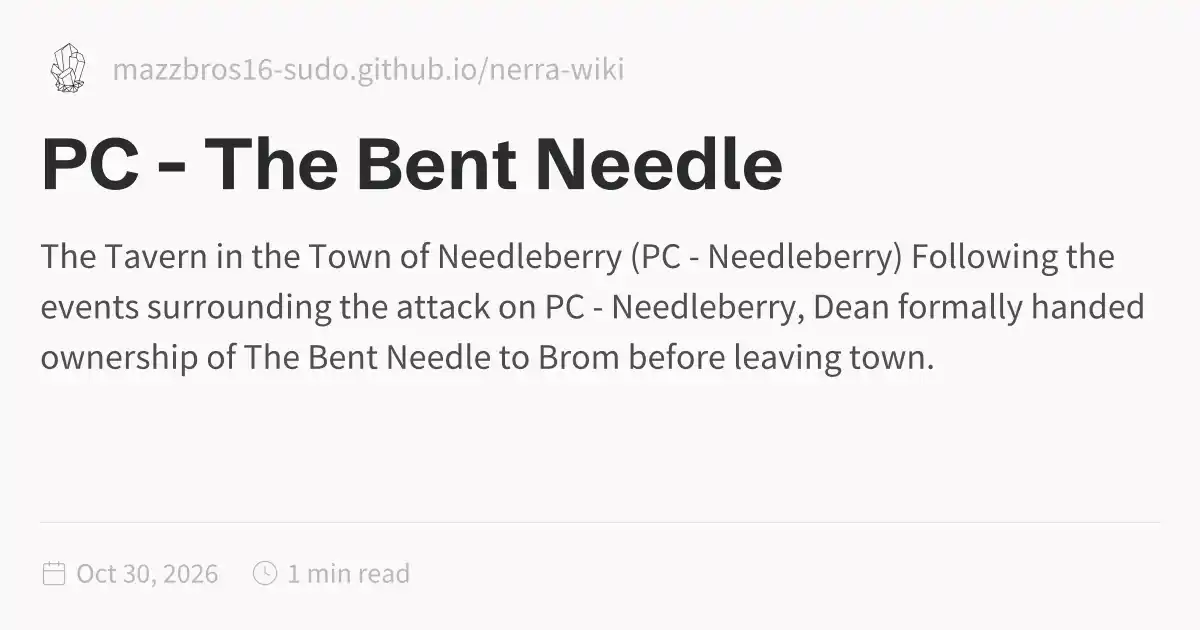 mazzbros16-sudo.github.io/nerra-wiki
PC - The Bent Needle
The Tavern in the Town of Needleberry (PC - Needleberry) Following the
events surrounding the attack on PC - Needleberry, Dean formally handed
ownership of The Bent Needle to Brom before leaving town.
Oct 30, 2026 1 min read